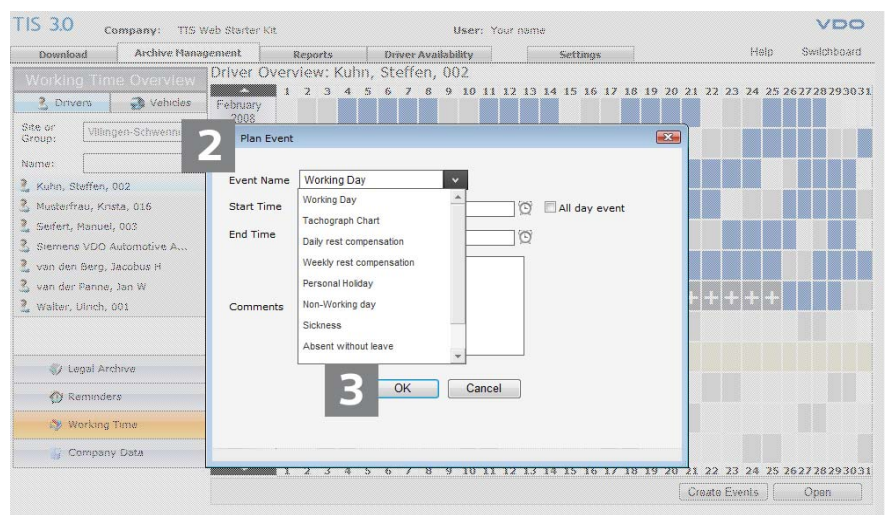 TIS 3.0 Company: TIS Web Starter Kit User: Your name VDO
Download Archive Management Reports Driver Availability Settings Help Switchboard
Working Time Overview
Driver Overview: Kuhn, Steffen, 002
1 2 3 4 5 6 7 8 9 10 11 12 13 14 15 16 17 18 19 20 21 22 23 24 25 26 27 28 29 30 31
Drivers Vehicles
February
2008
Site or
Group:
Name:
Kuhn, Steffen, 002
Musterfrau, Krista, 016
Seifert, Manuel, 003
Siemens VDO Automotive A...
van den Berg, Jacobus H
van der Panne, Jan W
Walter, Ulrich, 001
Legal Archive
Reminders
Working Time
Company Data
2
Plan Event
Event Name Working Day
Start Time All day event
End Time
Comments
Working Day
Tachograph Chart
Daily rest compensation
Weekly rest compensation
Personal Holiday
Non-Working day
Sickness
Absent without leave
3
OK Cancel
1 2 3 4 5 6 7 8 9 10 11 12 13 14 15 16 17 18 19 20 21 22 23 24 25 26 27 28 29 30 31
Create Events Open